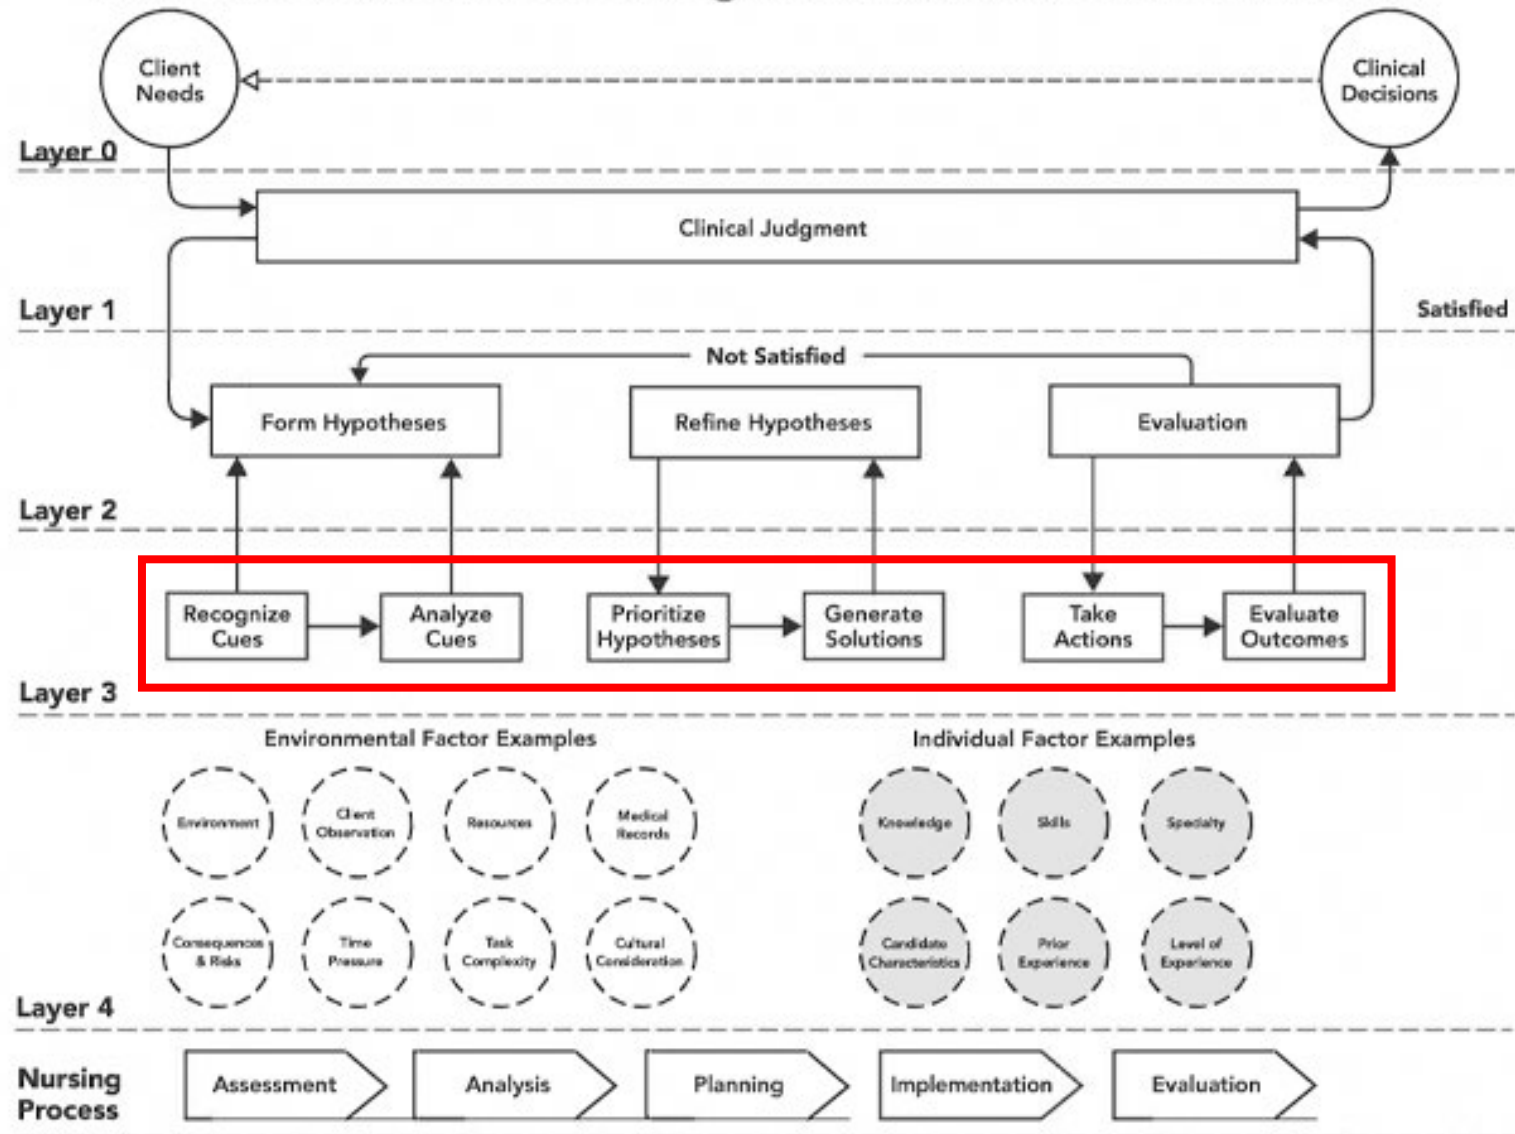 Client
Needs
Clinical
Decisions
Layer 0
Clinical Judgment
Layer 1
Satisfied
Not Satisfied
Form Hypotheses
Refine Hypotheses
Evaluation
Layer 2
Recognize
Cues
Analyze
Cues
Prioritize
Hypotheses
Generate
Solutions
Take
Actions
Evaluate
Outcomes
Layer 3
Environmental Factor Examples
Individual Factor Examples
Environment
Client
Observation
Resources
Medical
Records
Knowledge
Skills
Specialty
Consequences
& Risks
Time
Pressure
Task
Complexity
Cultural
Consideration
Candidate
Characteristics
Prior
Experience
Level of
Experience
Layer 4
Nursing
Process
Assessment
Analysis
Planning
Implementation
Evaluation